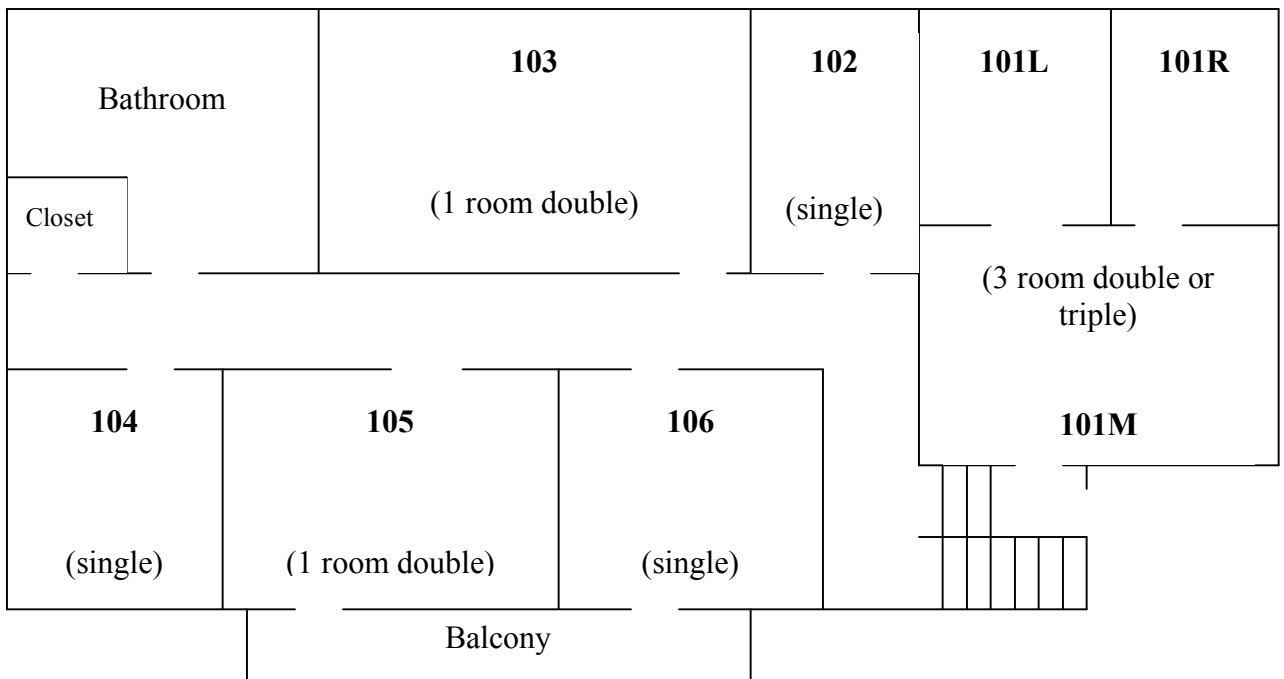 103
102
101L
101R
Bathroom
(1 room double)
(single)
Closet
(3 room double or
triple)
104
105
106
101M
(single)
(1 room double)
(single)
Balcony